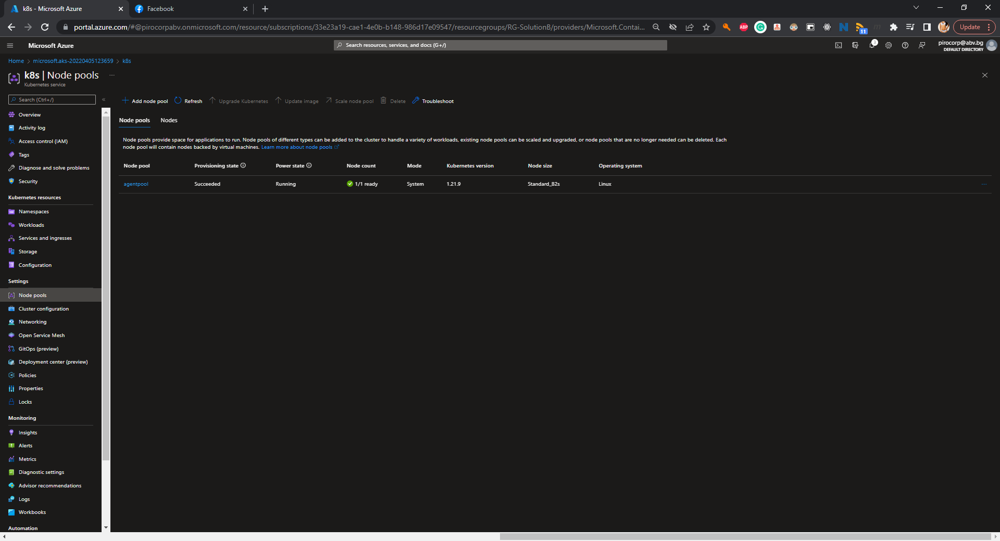 k8s - Microsoft Azure
Facebook
portal.azure.com/#@pirocorpabv.onmicrosoft.com/resource/subscriptions/33e23a19-cae1-4e0b-b148-986d17e09547/resourcegroups/RG-SolutionB/providers/Microsoft.Contai...
ABP
11
Update
Microsoft Azure
Search resources, services, and docs (G+/)
3
pirocorp@abv.bg
DEFAULT DIRECTORY
Home > microsoft.aks-20220405123659 > k8s
k8s | Node pools ...
Kubernetes service
Search (Ctrl+/)
«
Add node pool
Refresh
Upgrade Kubernetes
Update image
Scale node pool
Delete
Troubleshoot
Overview
Activity log
Access control (IAM)
Tags
Diagnose and solve problems
Security
Kubernetes resources
Namespaces
Workloads
Services and ingresses
Storage
Configuration
Settings
Node pools
Cluster configuration
Networking
Open Service Mesh
GitOps (preview)
Deployment center (preview)
Policies
Properties
Locks
Monitoring
Insights
Alerts
Metrics
Diagnostic settings
Advisor recommendations
Logs
Workbooks
Automation
Node pools
Nodes
Node pools provide space for applications to run. Node pools of different types can be added to the cluster to handle a variety of workloads, existing node pools can be scaled and upgraded, or node pools that are no longer needed can be deleted. Each
node pool will contain nodes backed by virtual machines. Learn more about node pools
Node pool Provisioning state Power state Node count Mode Kubernetes version Node size Operating system
agentpool Succeeded Running 1/1 ready System 1.21.9 Standard_B2s Linux ...